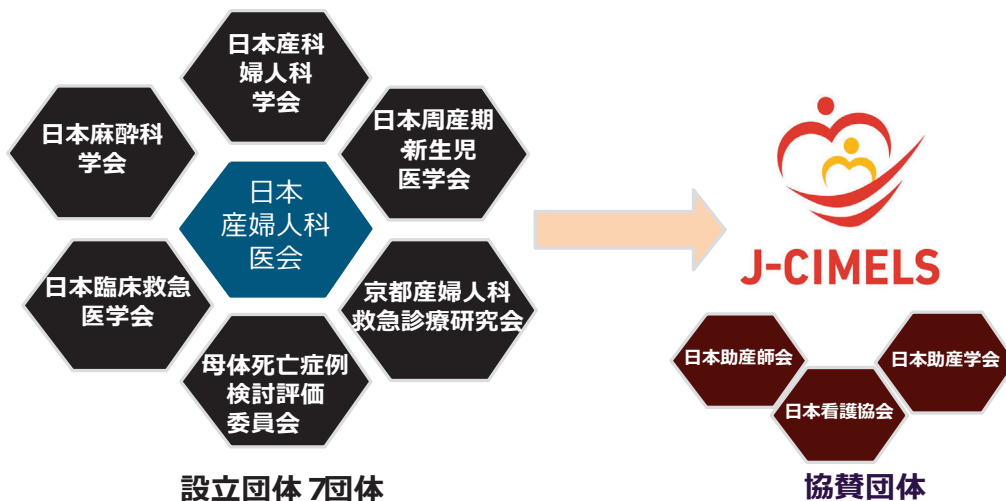 日本産科
婦人科
学会
日本麻酔科
学会
日本周産期
・新生児
医学会
日本
産婦人科
医会
日本臨床救急
医学会
京都産婦人科
救急診療研究会
母体死亡症例
検討評価
委員会
設立団体 7団体
J-CIMELS
日本助産師会
日本助産学会
日本看護協会
協賛団体